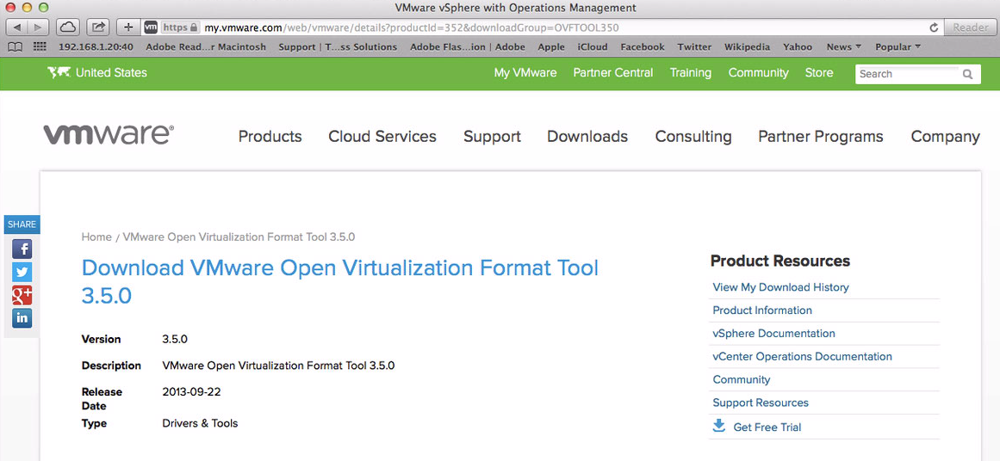 VMware vSphere with Operations Management
vm https my.vmware.com/web/vmware/details?productId=352&downloadGroup=OVFTOOL350 Reader
192.168.1.20:40 Adobe Read...r Macintosh Support | T...ss Solutions Adobe Flas...ion | Adobe Apple iCloud Facebook Twitter Wikipedia Yahoo News Popular
United States My VMware Partner Central Training Community Store Search
vmware® Products Cloud Services Support Downloads Consulting Partner Programs Company
SHARE
f
g+
in
Home / VMware Open Virtualization Format Tool 3.5.0
Download VMware Open Virtualization Format Tool
3.5.0
Version 3.5.0
Description VMware Open Virtualization Format Tool 3.5.0
Release 2013-09-22
Date
Type Drivers & Tools
Product Resources
View My Download History
Product Information
vSphere Documentation
vCenter Operations Documentation
Community
Support Resources
Get Free Trial